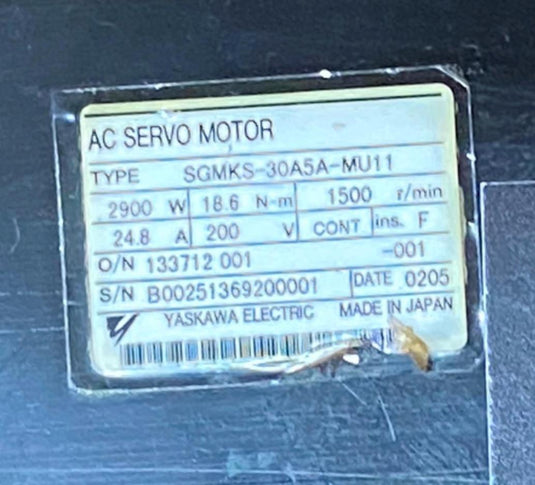 AC SERVO MOTOR
TYPE SGMKS-30A5A-MU11
2900 W 18.6 N-m 1500 r/min
24.8 A 200 V CONT ins. F
O/N 133712 001 -001
S/N B00251369200001 DATE 0205
YASKAWA ELECTRIC MADE IN JAPAN